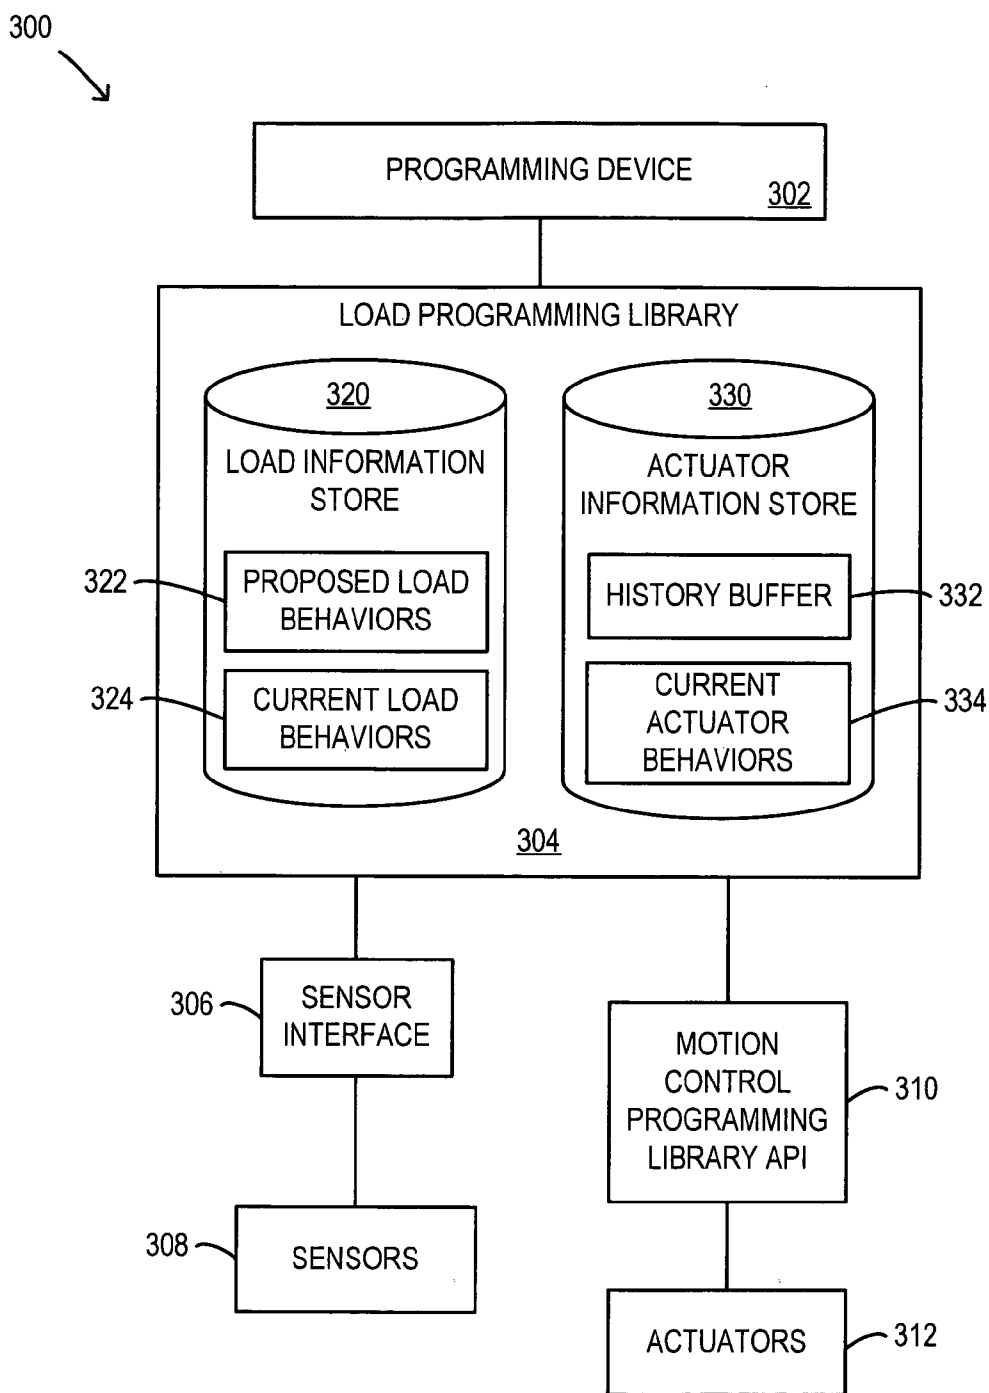 300
PROGRAMMING DEVICE
302
LOAD PROGRAMMING LIBRARY
320
LOAD INFORMATION
STORE
322
PROPOSED LOAD
BEHAVIORS
324
CURRENT LOAD
BEHAVIORS
330
ACTUATOR
INFORMATION STORE
HISTORY BUFFER
332
CURRENT
ACTUATOR
BEHAVIORS
334
304
306
SENSOR
INTERFACE
308
SENSORS
MOTION
CONTROL
PROGRAMMING
LIBRARY API
310
ACTUATORS
312